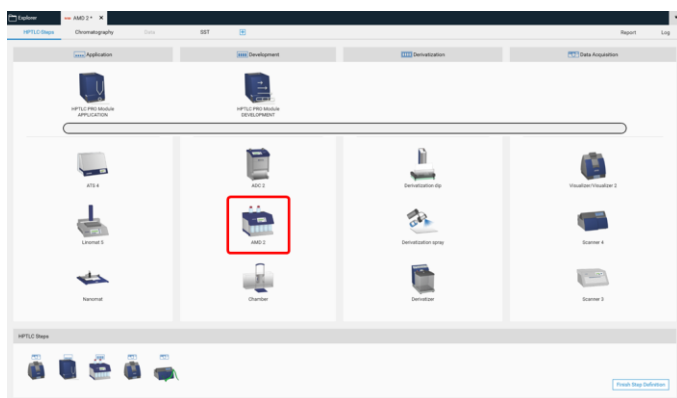 Explorer
AMD 2 *
HPTLC Steps Chromatography Data SST Report Log
Application Development Derivatization Data Acquisition
HPTLC PRO Module
APPLICATION
HPTLC PRO Module
DEVELOPMENT
ATS 4 ADC 2 Derivatization dip Visualizer/Visualizer 2
Linomat 5 AMD 2 Derivatization spray Scanner 4
Nanomat Chamber Derivatizer Scanner 3
HPTLC Steps
Finish Step Definition